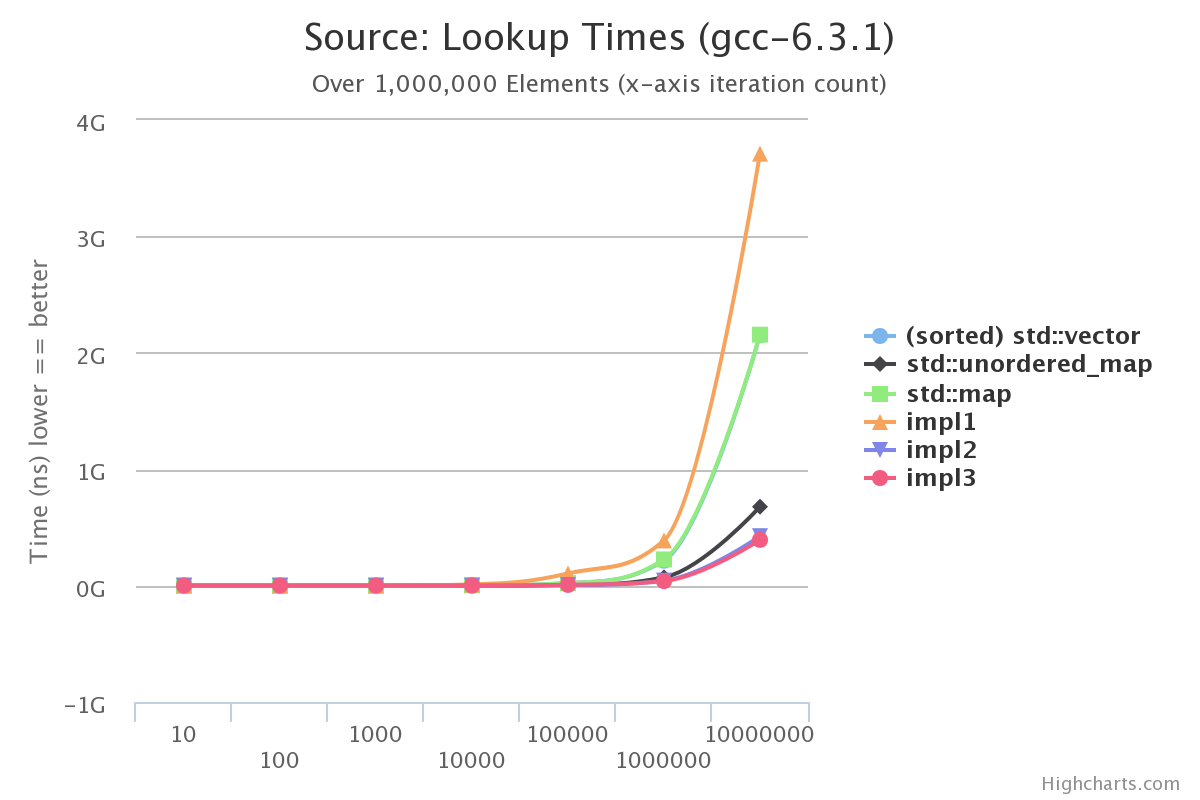 Source: Lookup Times (gcc-6.3.1)
Over 1,000,000 Elements (x-axis iteration count)
Time (ns) lower == better
4G
3G
2G
1G
0G
-1G
10
100
1000
10000
100000
1000000
10000000
(sorted) std::vector
std::unordered_map
std::map
impl1
impl2
impl3
Highcharts.com